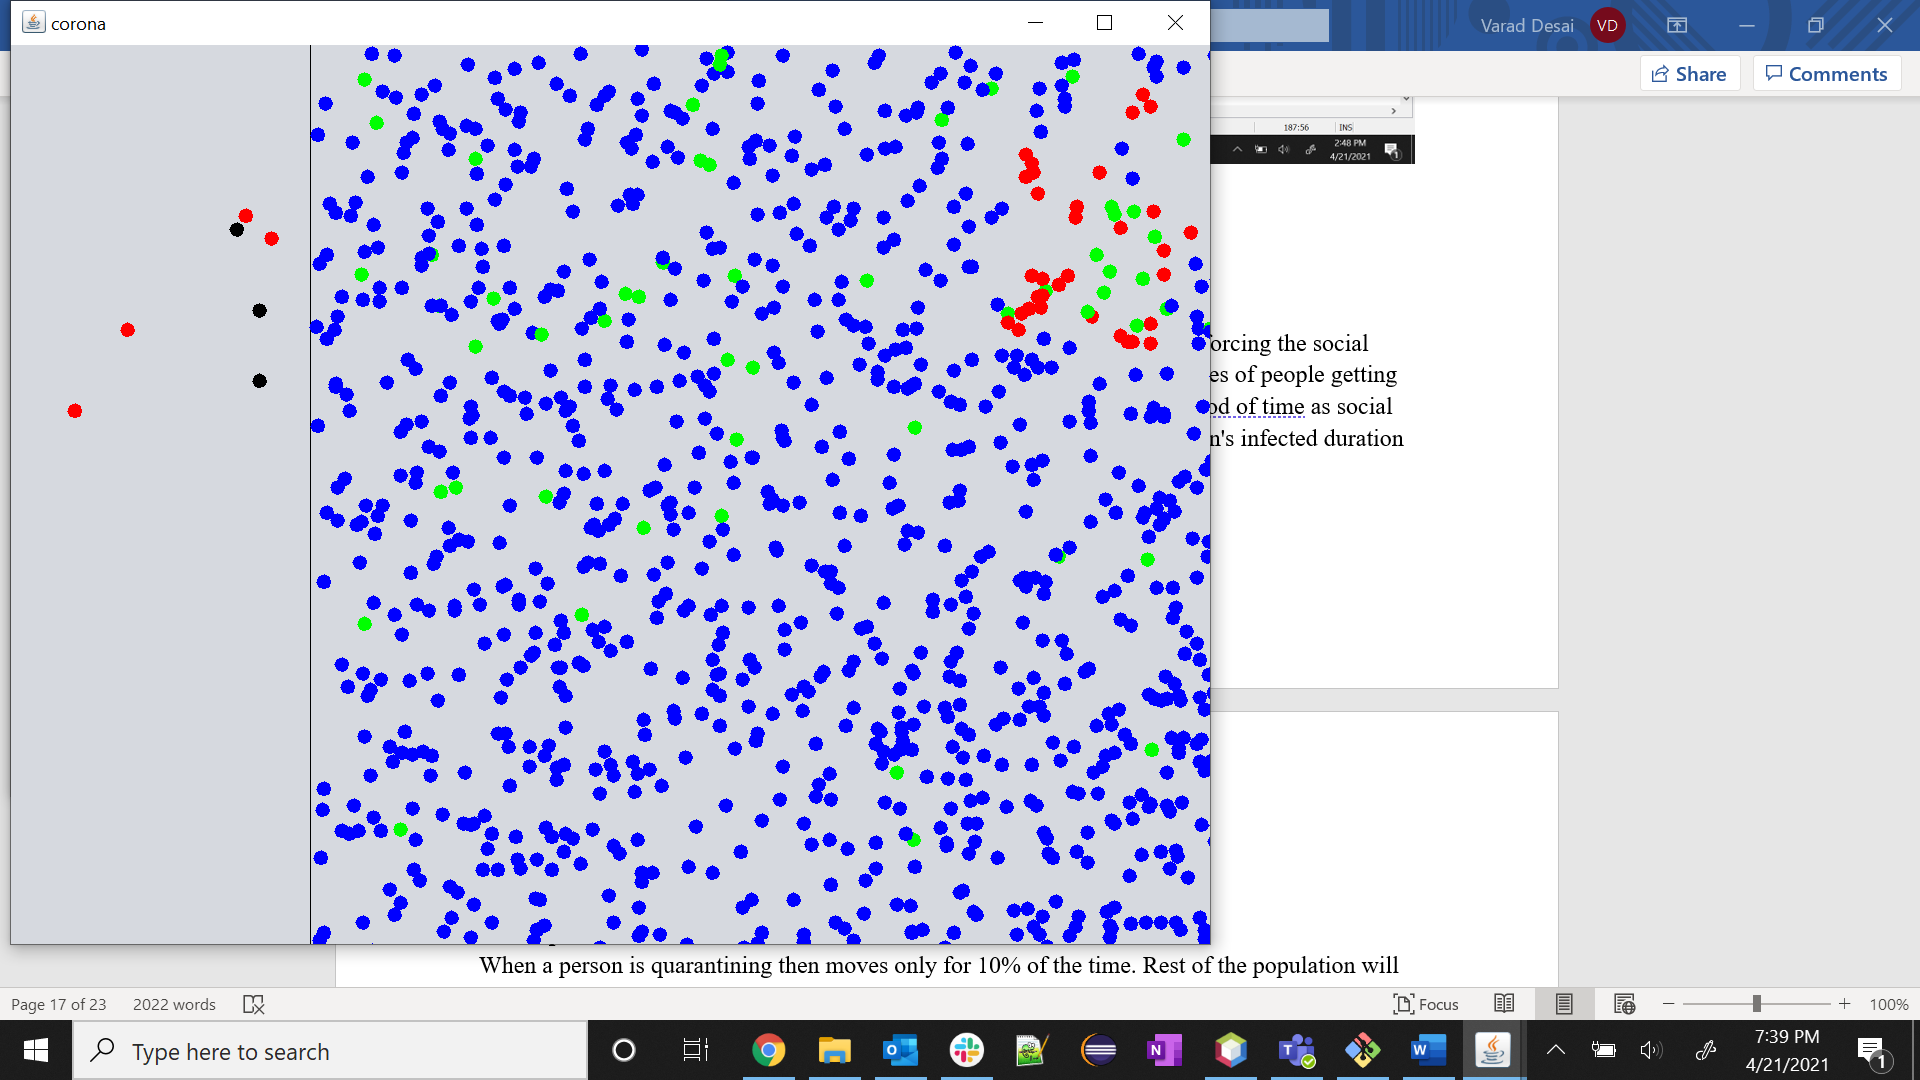 corona
Varad Desai VD
Share Comments
187:56 INS
2:48 PM
4/21/2021
1
orcing the social
es of people getting
od of time as social
n's infected duration
When a person is quarantining then moves only for 10% of the time. Rest of the population will
Page 17 of 23 2022 words Focus 100%
Type here to search
7:39 PM
4/21/2021
1